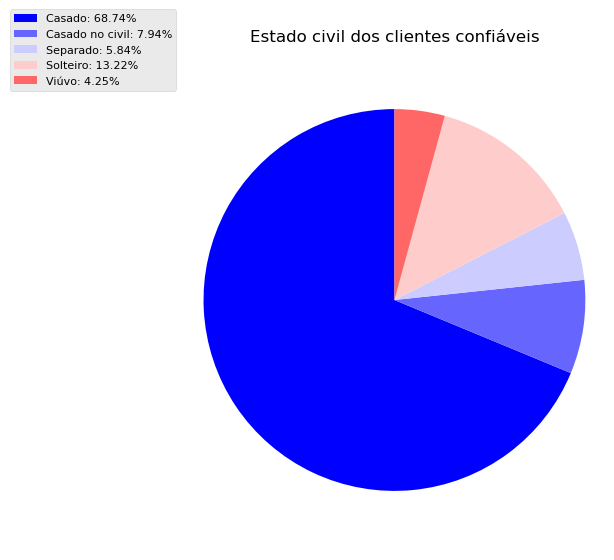 Casado: 68.74%
Casado no civil: 7.94%
Separado: 5.84%
Solteiro: 13.22%
Viúvo: 4.25%
Estado civil dos clientes confiáveis